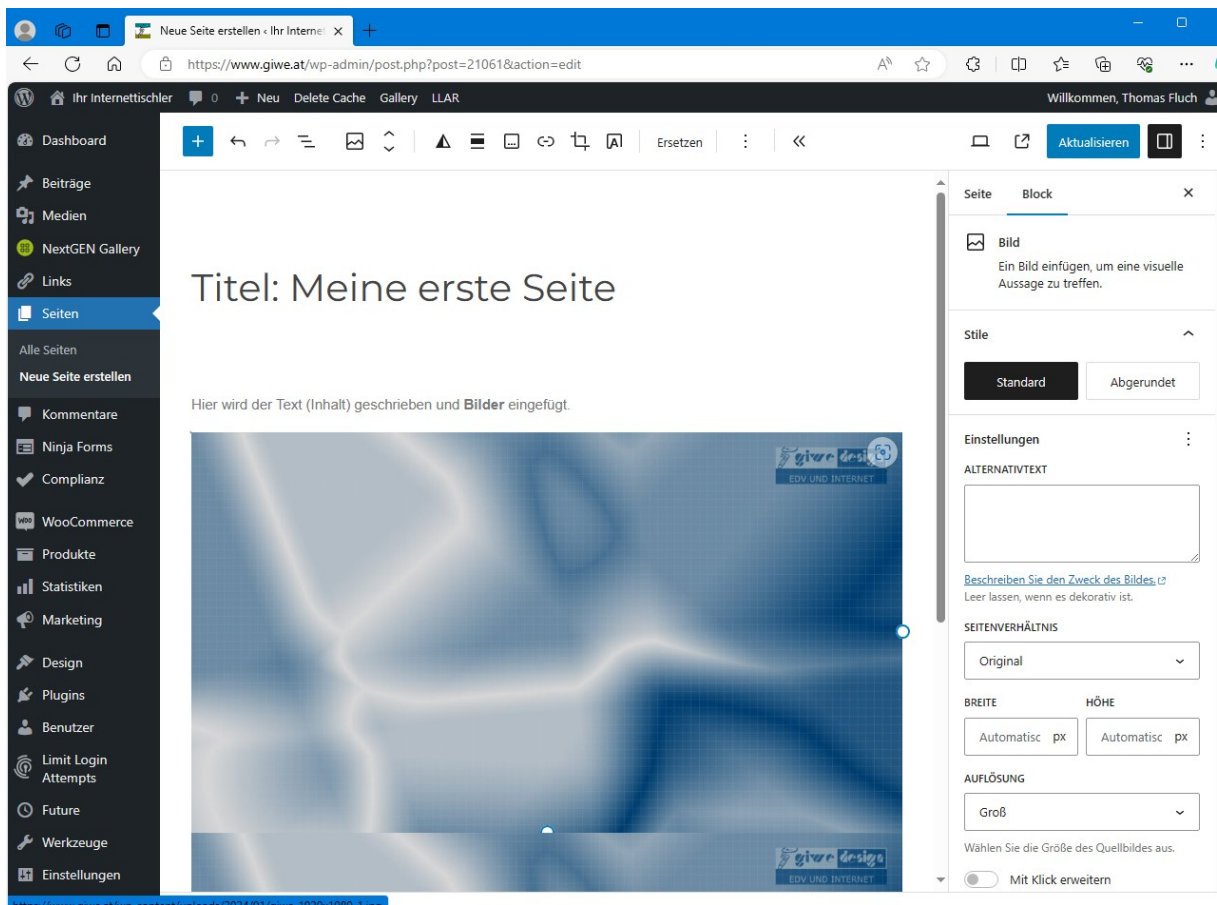 Neue Seite erstellen ‹ Ihr Internet
https://www.giwe.at/wp-admin/post.php?post=21061&action=edit
Ihr Internettischler 0 + Neu Delete Cache Gallery LLAR Willkommen, Thomas Fluch
Dashboard
Beiträge
Medien
NextGEN Gallery
Links
Seiten
Alle Seiten
Neue Seite erstellen
Kommentare
Ninja Forms
Complianz
WooCommerce
Produkte
Statistiken
Marketing
Design
Plugins
Benutzer
Limit Login
Attempts
Future
Werkzeuge
Einstellungen
Ersetzen
Aktualisieren
Titel: Meine erste Seite
Hier wird der Text (Inhalt) geschrieben und Bilder eingefügt.
giwe design
EDV UND INTERNET
giwe design
EDV UND INTERNET
Seite Block
Bild
Ein Bild einfügen, um eine visuelle
Aussage zu treffen.
Stile
Standard Abgerundet
Einstellungen
ALTERNATIVTEXT
Beschreiben Sie den Zweck des Bildes.
Leer lassen, wenn es dekorativ ist.
SEITENVERHÄLTNIS
Original
BREITE HÖHE
Automatisc px Automatisc px
AUFLÖSUNG
Groß
Wählen Sie die Größe des Quellbildes aus.
Mit Klick erweitern